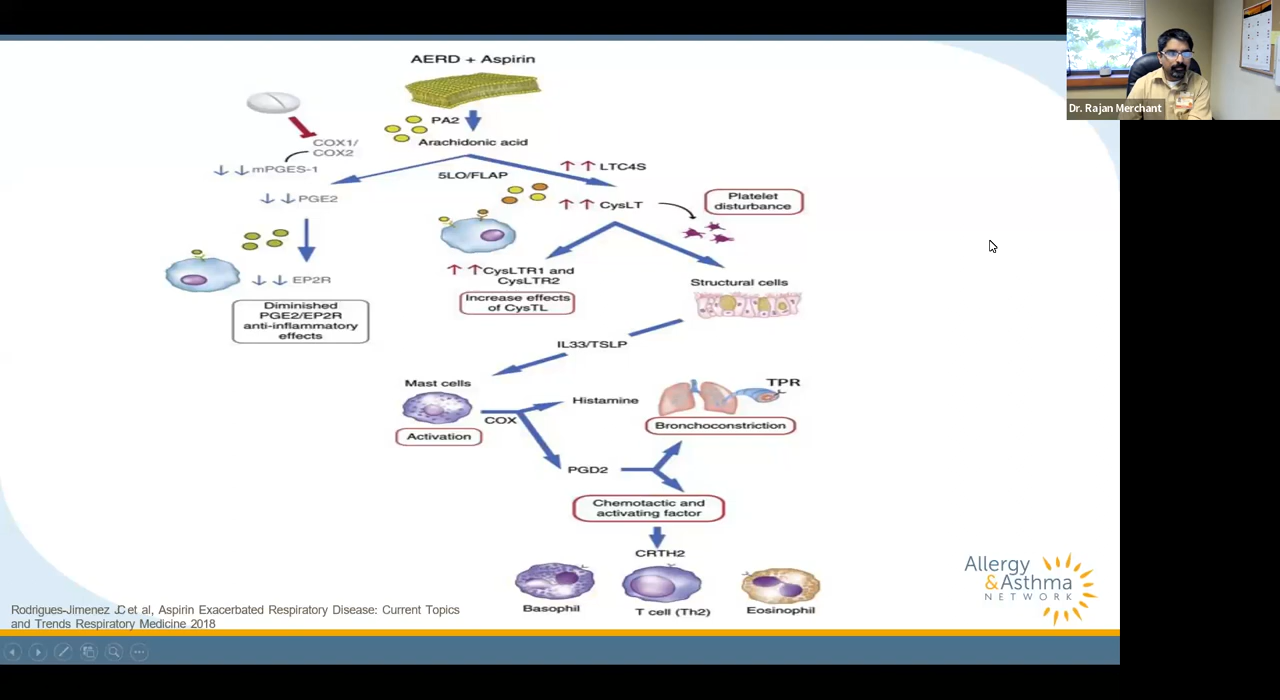 Dr. Rajan Merchant
AERD + Aspirin
PA2
Arachidonic acid
COX1/
COX2
↓ ↓ mPGES-1
↓ ↓ PGE2
↓ ↓ EP2R
Diminished
PGE2/EP2R
anti-inflammatory
effects
5LO/FLAP
↑ ↑ LTC4S
↑ ↑ CysLT
Platelet
disturbance
↑ ↑ CysLTR1 and
CysLTR2
Increase effects
of CysTL
Structural cells
IL33/TSLP
Mast cells
Activation
COX
Histamine
TPR
Bronchoconstriction
PGD2
Chemotactic and
activating factor
CRTH2
Basophil
T cell (Th2)
Eosinophil
Rodrigues-Jimenez J.C et al, Aspirin Exacerbated Respiratory Disease: Current Topics
and Trends Respiratory Medicine 2018
Allergy
&Asthma
NETWORK